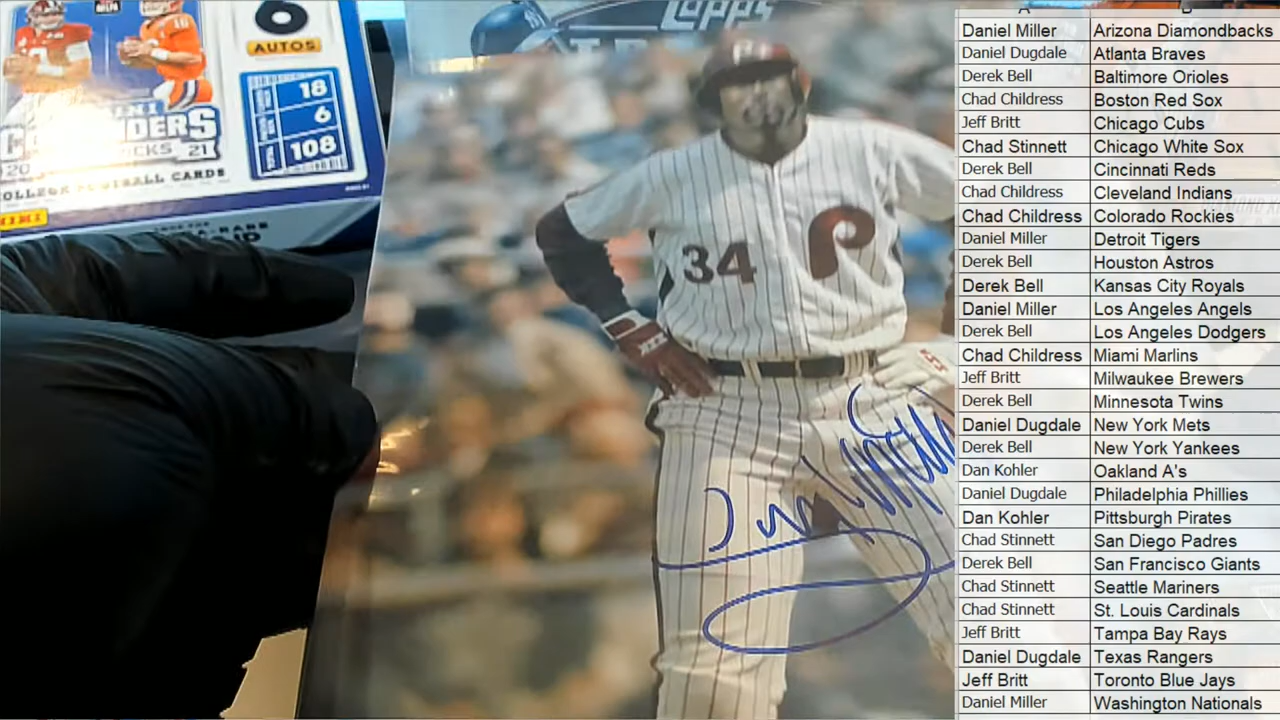 6
AUTOS
18
6
108
DERS
20
CKS 21
COLLEGE FOOTBALL CARDS
Topps
34
P
Daniel Miller Arizona Diamondbacks
Daniel Dugdale Atlanta Braves
Derek Bell Baltimore Orioles
Chad Childress Boston Red Sox
Jeff Britt Chicago Cubs
Chad Stinnett Chicago White Sox
Derek Bell Cincinnati Reds
Chad Childress Cleveland Indians
Chad Childress Colorado Rockies
Daniel Miller Detroit Tigers
Derek Bell Houston Astros
Derek Bell Kansas City Royals
Daniel Miller Los Angeles Angels
Derek Bell Los Angeles Dodgers
Chad Childress Miami Marlins
Jeff Britt Milwaukee Brewers
Derek Bell Minnesota Twins
Daniel Dugdale New York Mets
Derek Bell New York Yankees
Dan Kohler Oakland A's
Daniel Dugdale Philadelphia Phillies
Dan Kohler Pittsburgh Pirates
Chad Stinnett San Diego Padres
Derek Bell San Francisco Giants
Chad Stinnett Seattle Mariners
Chad Stinnett St. Louis Cardinals
Jeff Britt Tampa Bay Rays
Daniel Dugdale Texas Rangers
Jeff Britt Toronto Blue Jays
Daniel Miller Washington Nationals